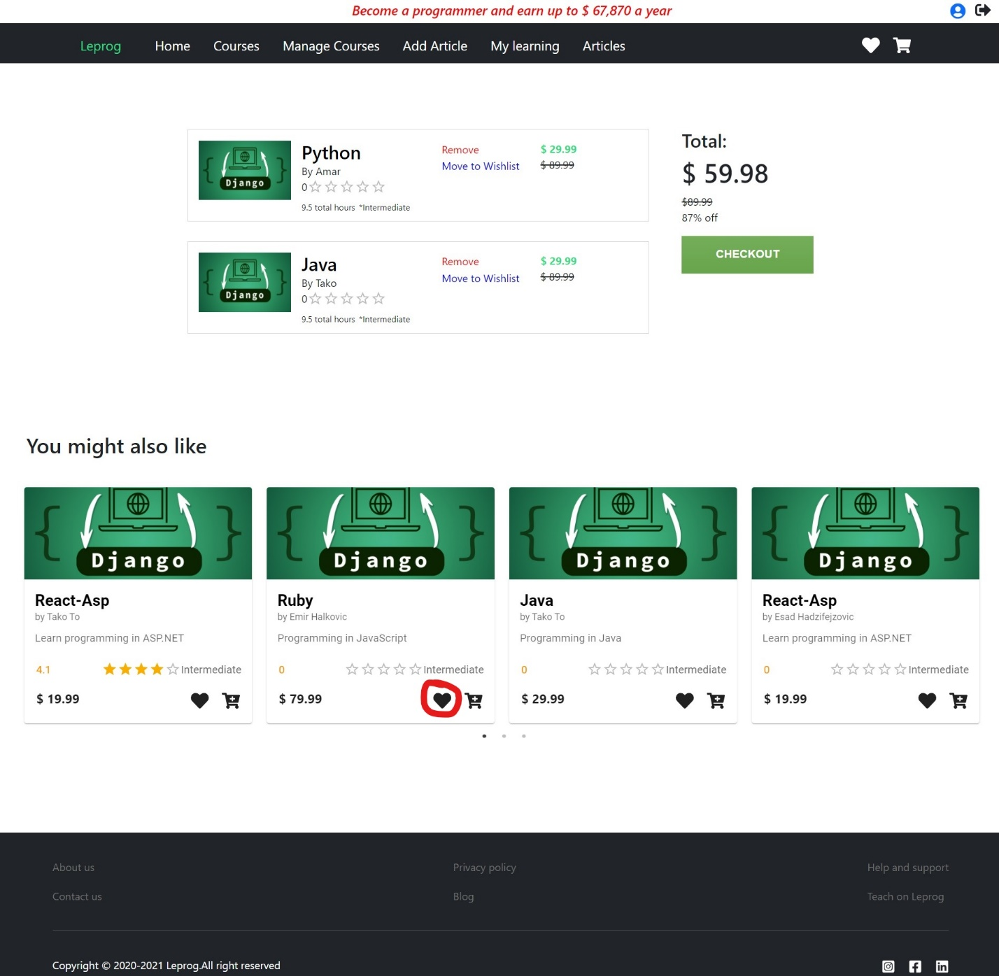 Become a programmer and earn up to $ 67,870 a year
Leprog Home Courses Manage Courses Add Article My learning Articles
Django
Python
By Amar
0
9.5 total hours *Intermediate
Remove
Move to Wishlist
$ 29.99
$ 89.99
Django
Java
By Tako
0
9.5 total hours *Intermediate
Remove
Move to Wishlist
$ 29.99
$ 89.99
Total:
$ 59.98
$89.99
87% off
CHECKOUT
You might also like
Django
React-Asp
by Tako To
Learn programming in ASP.NET
4.1 Intermediate
$ 19.99
Django
Ruby
by Emir Halkovic
Programming in JavaScript
0 Intermediate
$ 79.99
Django
Java
by Tako To
Programming in Java
0 Intermediate
$ 29.99
Django
React-Asp
by Esad Hadzifejzovic
Learn programming in ASP.NET
0 Intermediate
$ 19.99
About us
Contact us
Privacy policy
Blog
Help and support
Teach on Leprog
Copyright © 2020-2021 Leprog.All right reserved